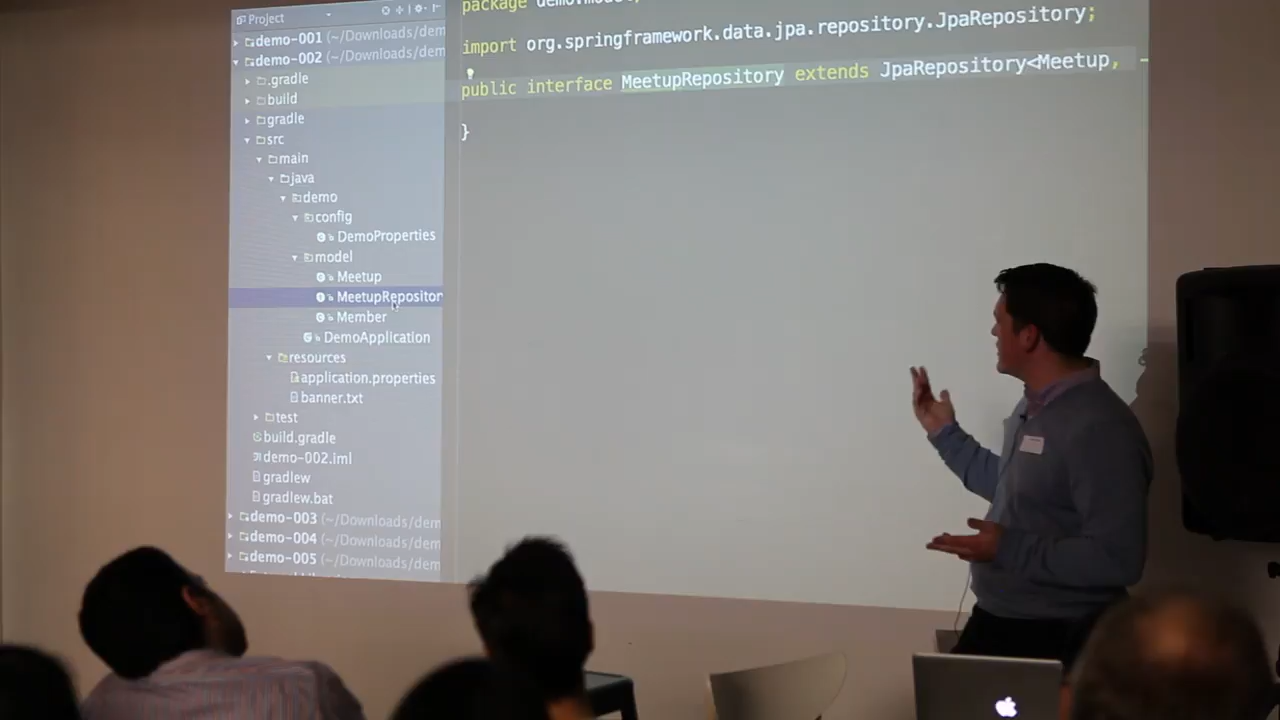 Project
demo-001 (~/Downloads/dem
demo-002 (~/Downloads/dem
.gradle
build
gradle
src
main
java
demo
config
DemoProperties
model
Meetup
MeetupRepositor
Member
DemoApplication
resources
application.properties
banner.txt
test
build.gradle
demo-002.iml
gradlew
gradlew.bat
demo-003 (~/Downloads/dem
demo-004 (~/Downloads/dem
demo-005 (~/Downloads/dem
package demo.model;
import org.springframework.data.jpa.repository.JpaRepository;
public interface MeetupRepository extends JpaRepository<Meetup,
}